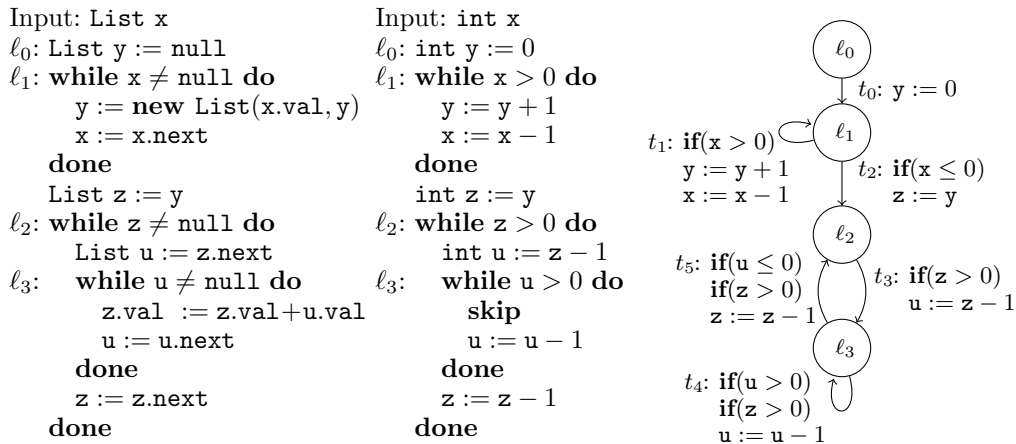 Input: List x
ℓ0: List y := null
ℓ1: while x ≠ null do
y := new List(x.val, y)
x := x.next
done
List z := y
ℓ2: while z ≠ null do
List u := z.next
ℓ3: while u ≠ null do
z.val := z.val+u.val
u := u.next
done
z := z.next
done
Input: int x
ℓ0: int y := 0
ℓ1: while x > 0 do
y := y + 1
x := x − 1
done
int z := y
ℓ2: while z > 0 do
int u := z − 1
ℓ3: while u > 0 do
skip
u := u − 1
done
z := z − 1
done
ℓ0
t0: y := 0
ℓ1
t1: if(x > 0)
y := y + 1
x := x − 1
t2: if(x ≤ 0)
z := y
ℓ2
t5: if(u ≤ 0)
if(z > 0)
z := z − 1
t3: if(z > 0)
u := z − 1
ℓ3
t4: if(u > 0)
if(z > 0)
u := u − 1